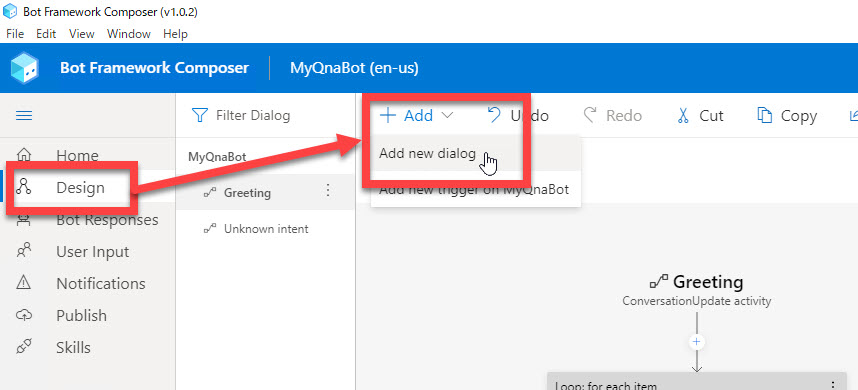 Bot Framework Composer (v1.0.2)
File Edit View Window Help
Bot Framework Composer MyQnaBot (en-us)
Filter Dialog
Add Undo Redo Cut Copy
Home
MyQnaBot
Add new dialog
Design
Greeting
Add new trigger on MyQnaBot
Bot Responses
Unknown intent
User Input
Notifications
Greeting
ConversationUpdate activity
Publish
Skills
Loop: for each item